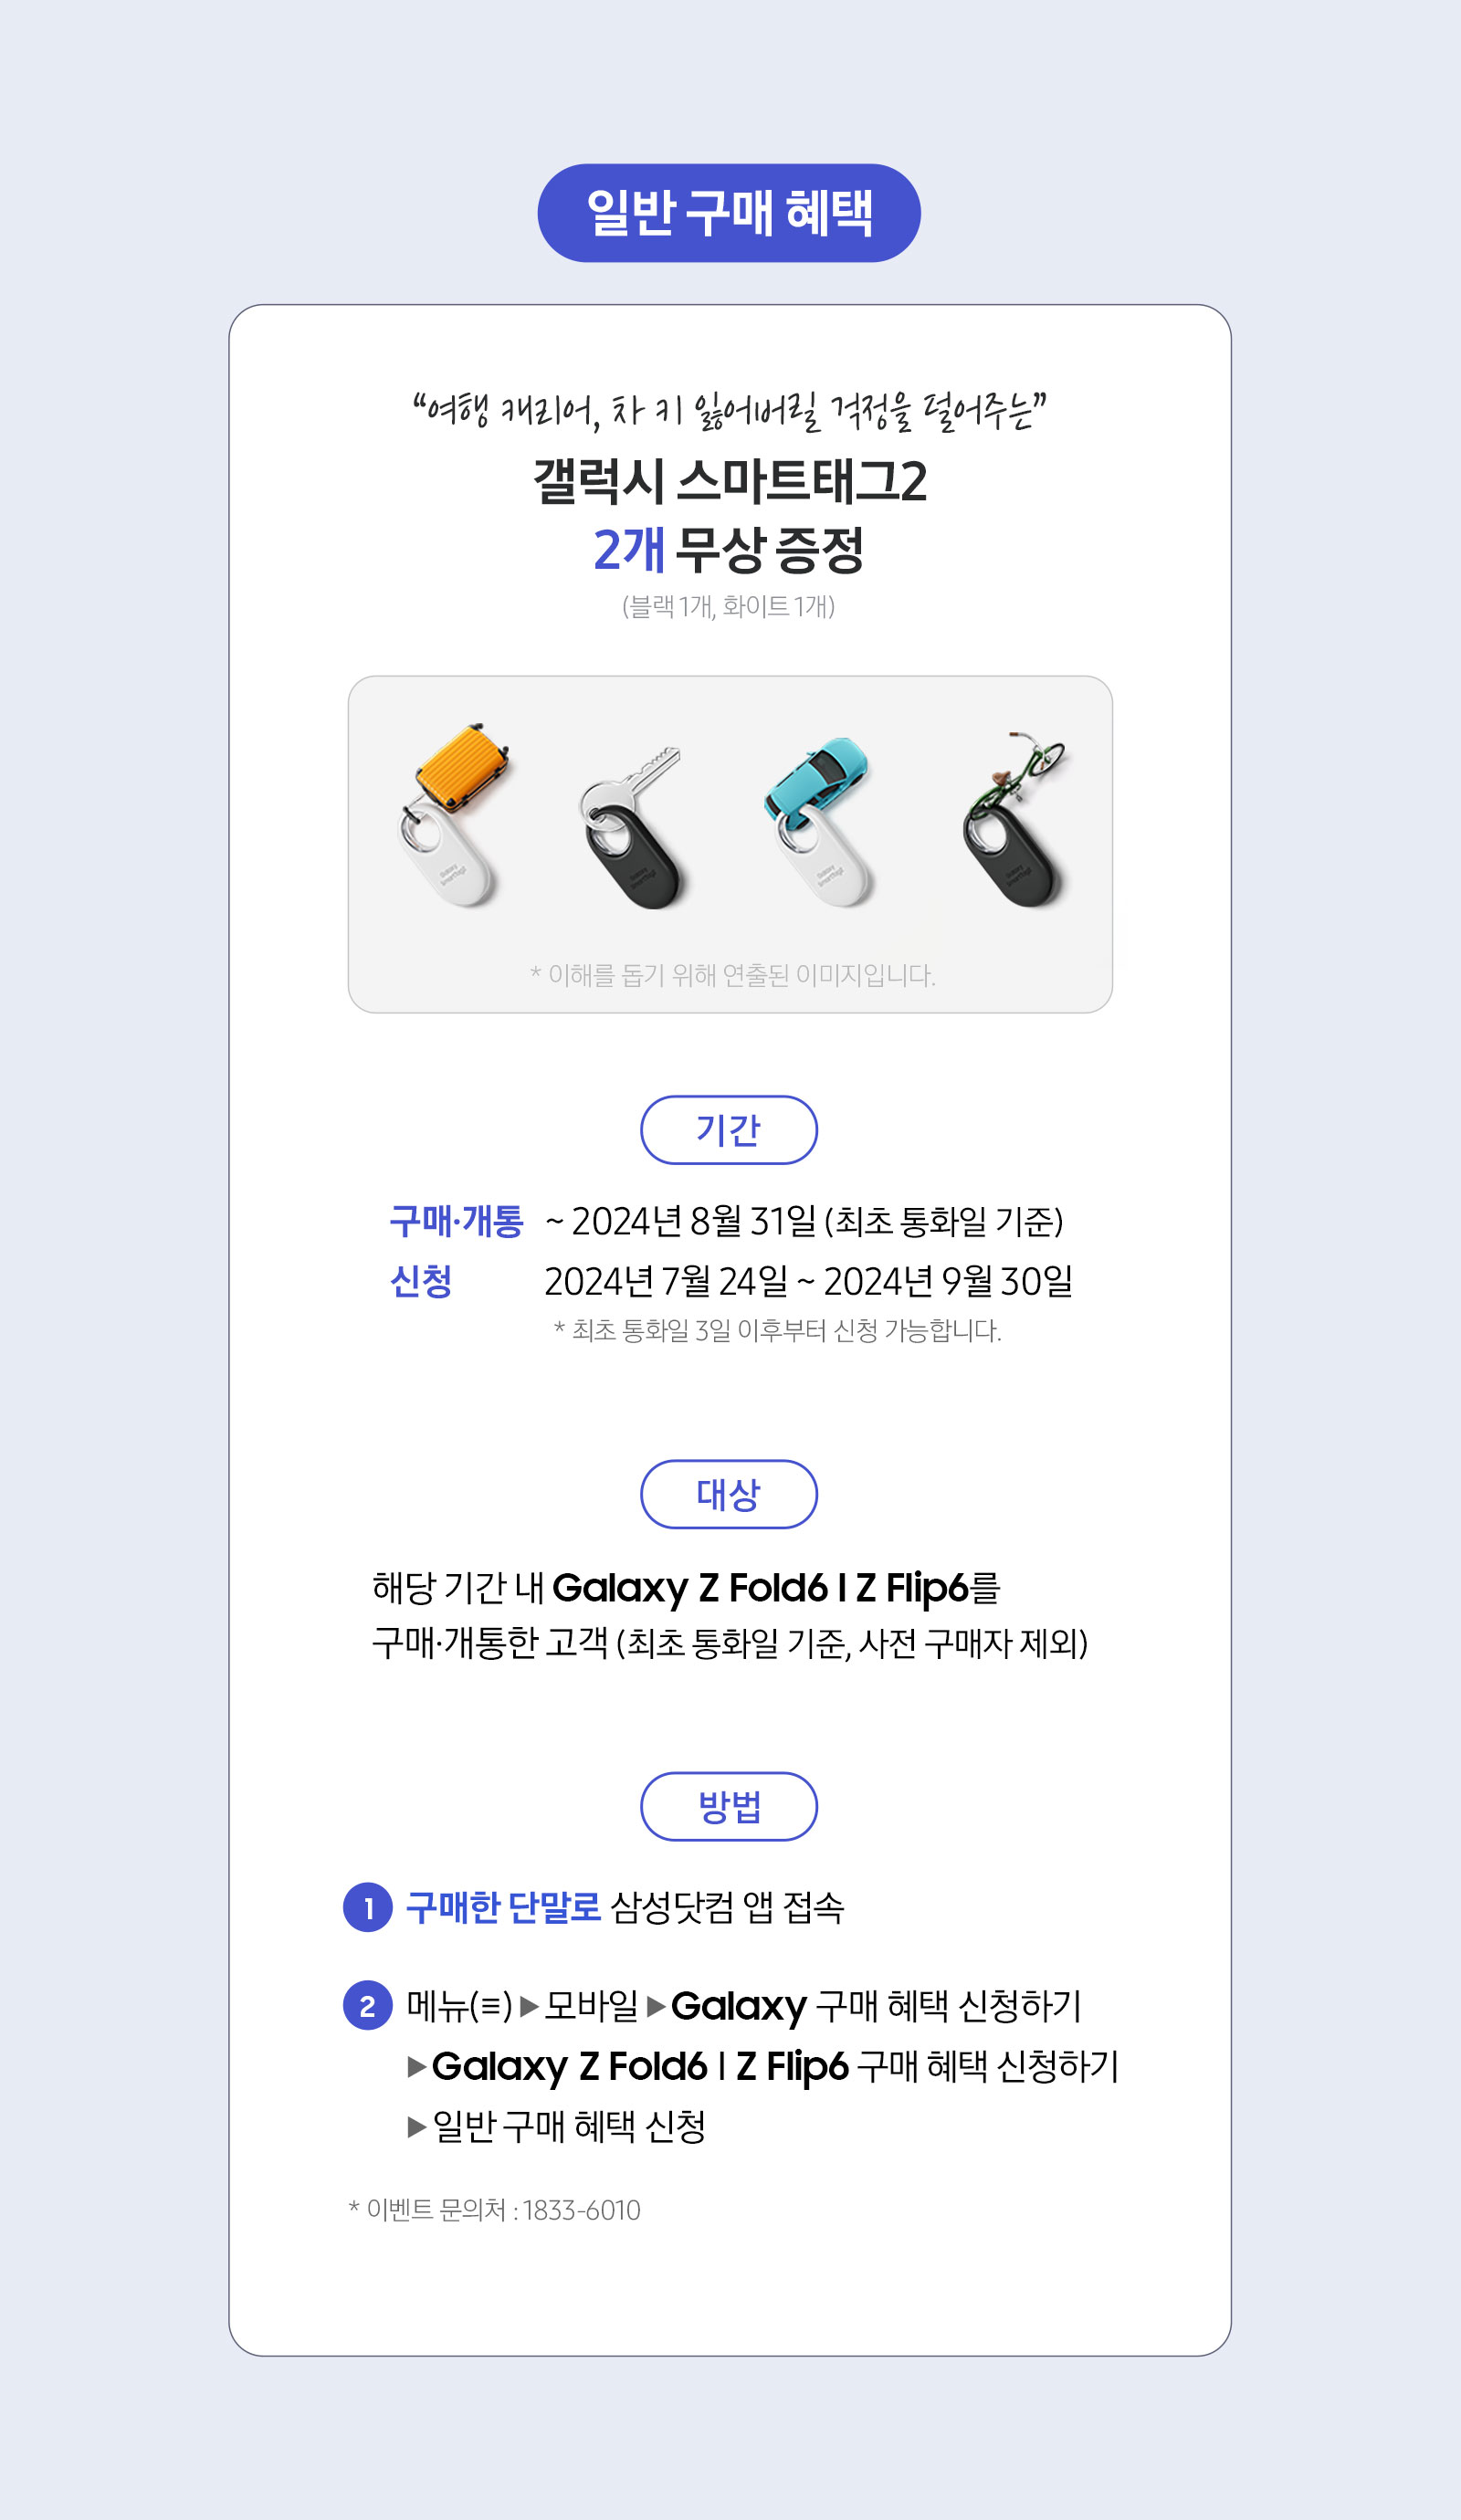 일반 구매 혜택
“여행 캐리어, 차 키 잃어버릴 걱정을 덜어주는”
갤럭시 스마트태그2
2개 무상 증정
(블랙 1개, 화이트 1개)
Galaxy SmartTag2
Galaxy SmartTag2
Galaxy SmartTag2
Galaxy SmartTag2
* 이해를 돕기 위해 연출된 이미지입니다.
기간
구매·개통 ~ 2024년 8월 31일 (최초 통화일 기준)
신청 2024년 7월 24일 ~ 2024년 9월 30일
* 최초 통화일 3일 이후부터 신청 가능합니다.
대상
해당 기간 내 Galaxy Z Fold6 I Z Flip6를
구매·개통한 고객 (최초 통화일 기준, 사전 구매자 제외)
방법
1 구매한 단말로 삼성닷컴 앱 접속
2 메뉴(≡) ▶ 모바일 ▶ Galaxy 구매 혜택 신청하기
▶ Galaxy Z Fold6 I Z Flip6 구매 혜택 신청하기
▶ 일반 구매 혜택 신청
* 이벤트 문의처 : 1833-6010